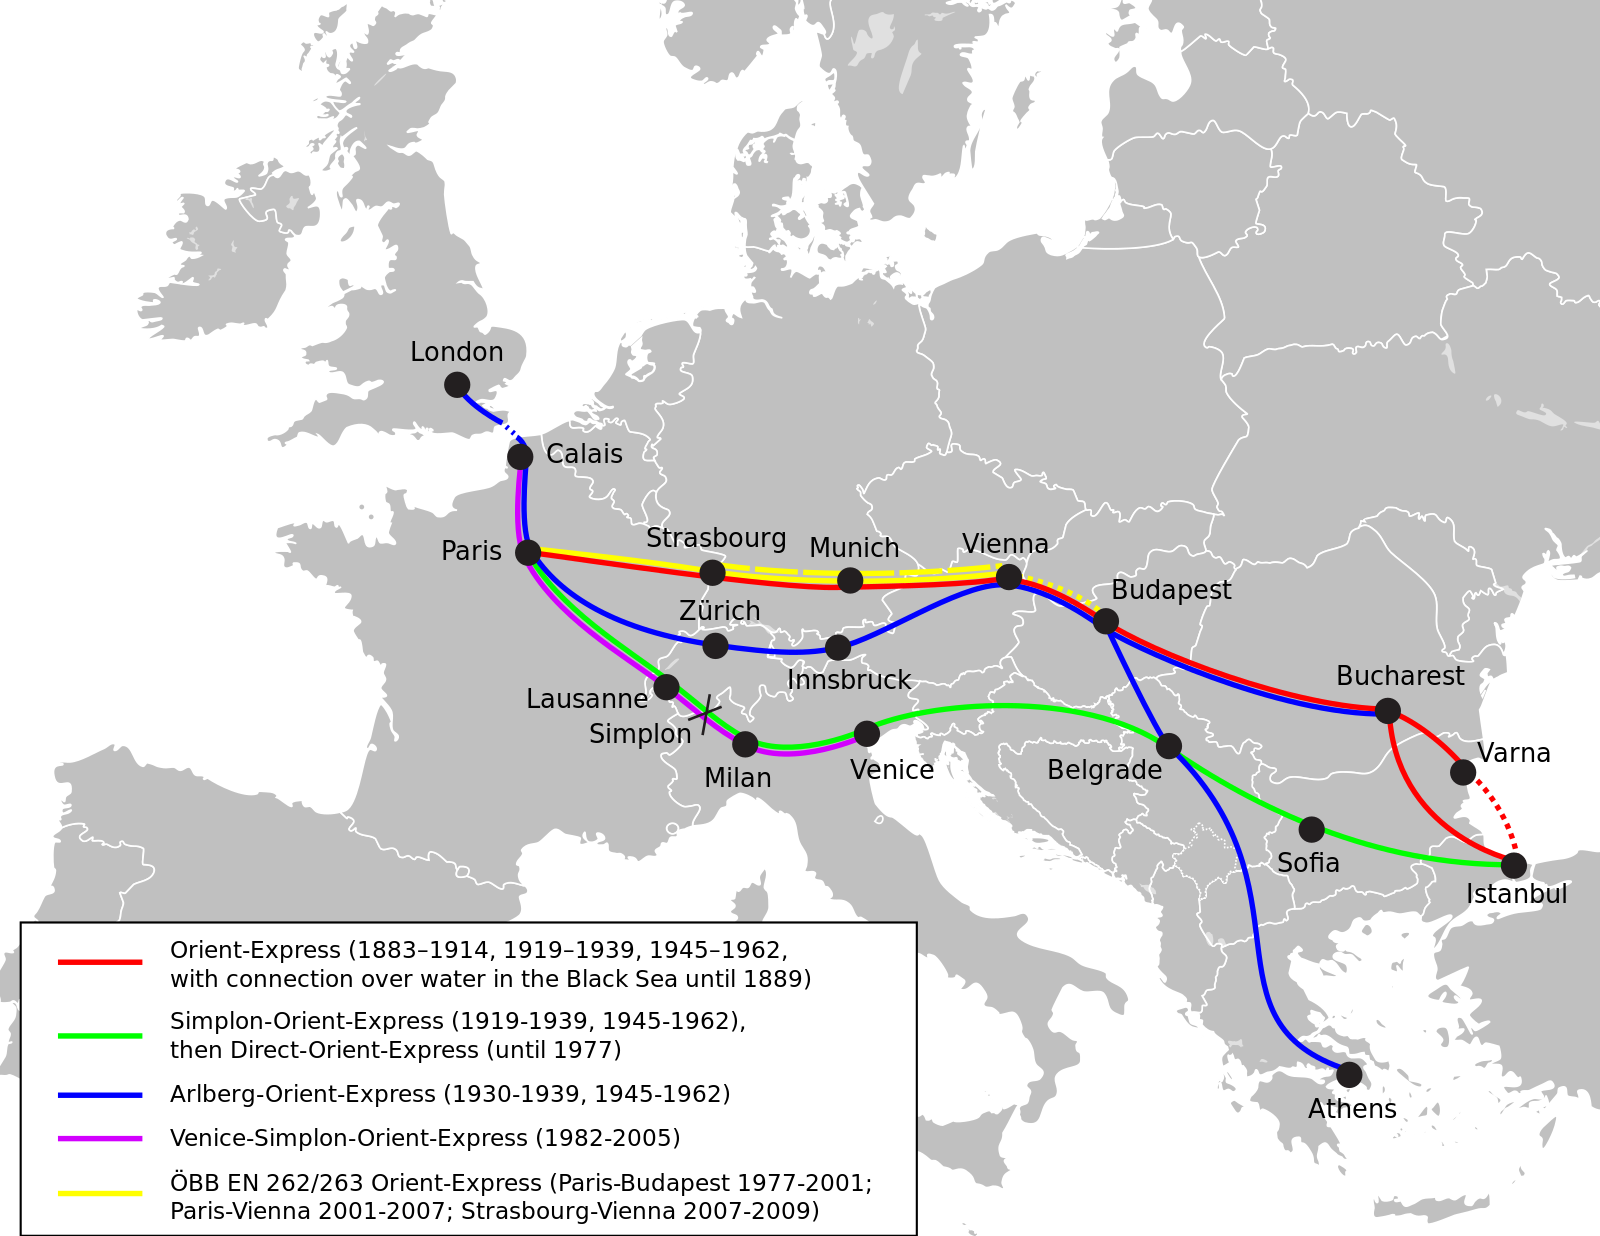 London
Calais
Strasbourg
Munich
Vienna
Paris
Budapest
Zürich
Innsbruck
Bucharest
Lausanne
Simplon
Varna
Milan
Venice
Belgrade
Sofia
Istanbul
Athens
Orient-Express (1883–1914, 1919–1939, 1945–1962,
with connection over water in the Black Sea until 1889)
Simplon-Orient-Express (1919-1939, 1945-1962),
then Direct-Orient-Express (until 1977)
Arlberg-Orient-Express (1930-1939, 1945-1962)
Venice-Simplon-Orient-Express (1982-2005)
ÖBB EN 262/263 Orient-Express (Paris-Budapest 1977-2001;
Paris-Vienna 2001-2007; Strasbourg-Vienna 2007-2009)